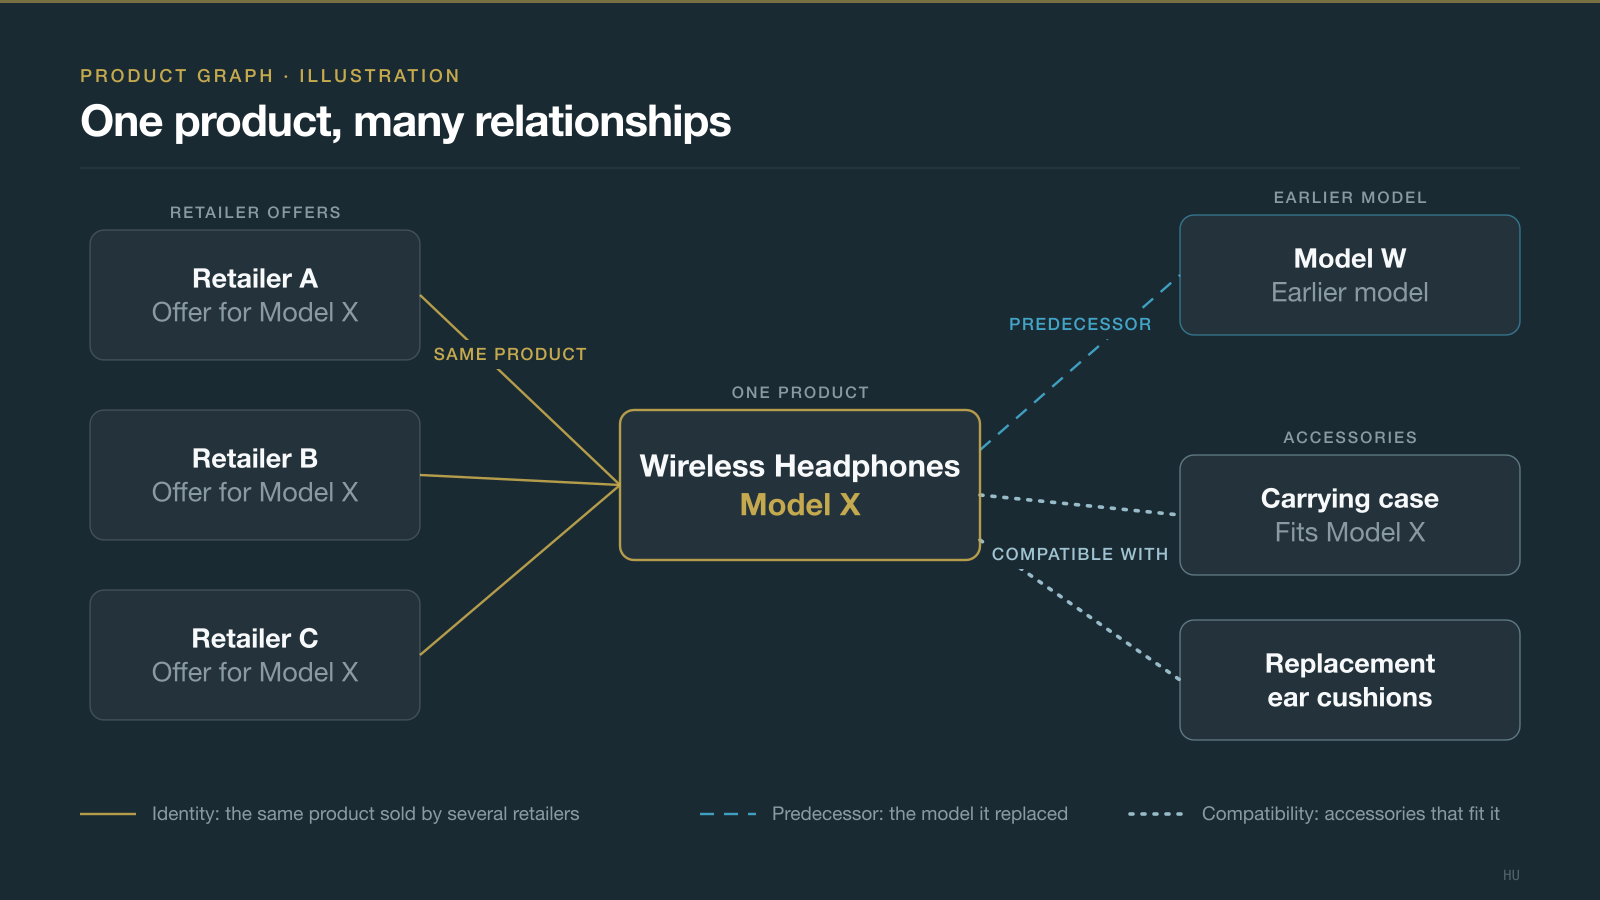 PRODUCT GRAPH · ILLUSTRATION
One product, many relationships
RETAILER OFFERS
Retailer A
Offer for Model X
Retailer B
Offer for Model X
Retailer C
Offer for Model X
SAME PRODUCT
ONE PRODUCT
Wireless Headphones
Model X
PREDECESSOR
COMPATIBLE WITH
EARLIER MODEL
Model W
Earlier model
ACCESSORIES
Carrying case
Fits Model X
Replacement
ear cushions
Identity: the same product sold by several retailers
Predecessor: the model it replaced
Compatibility: accessories that fit it
HU